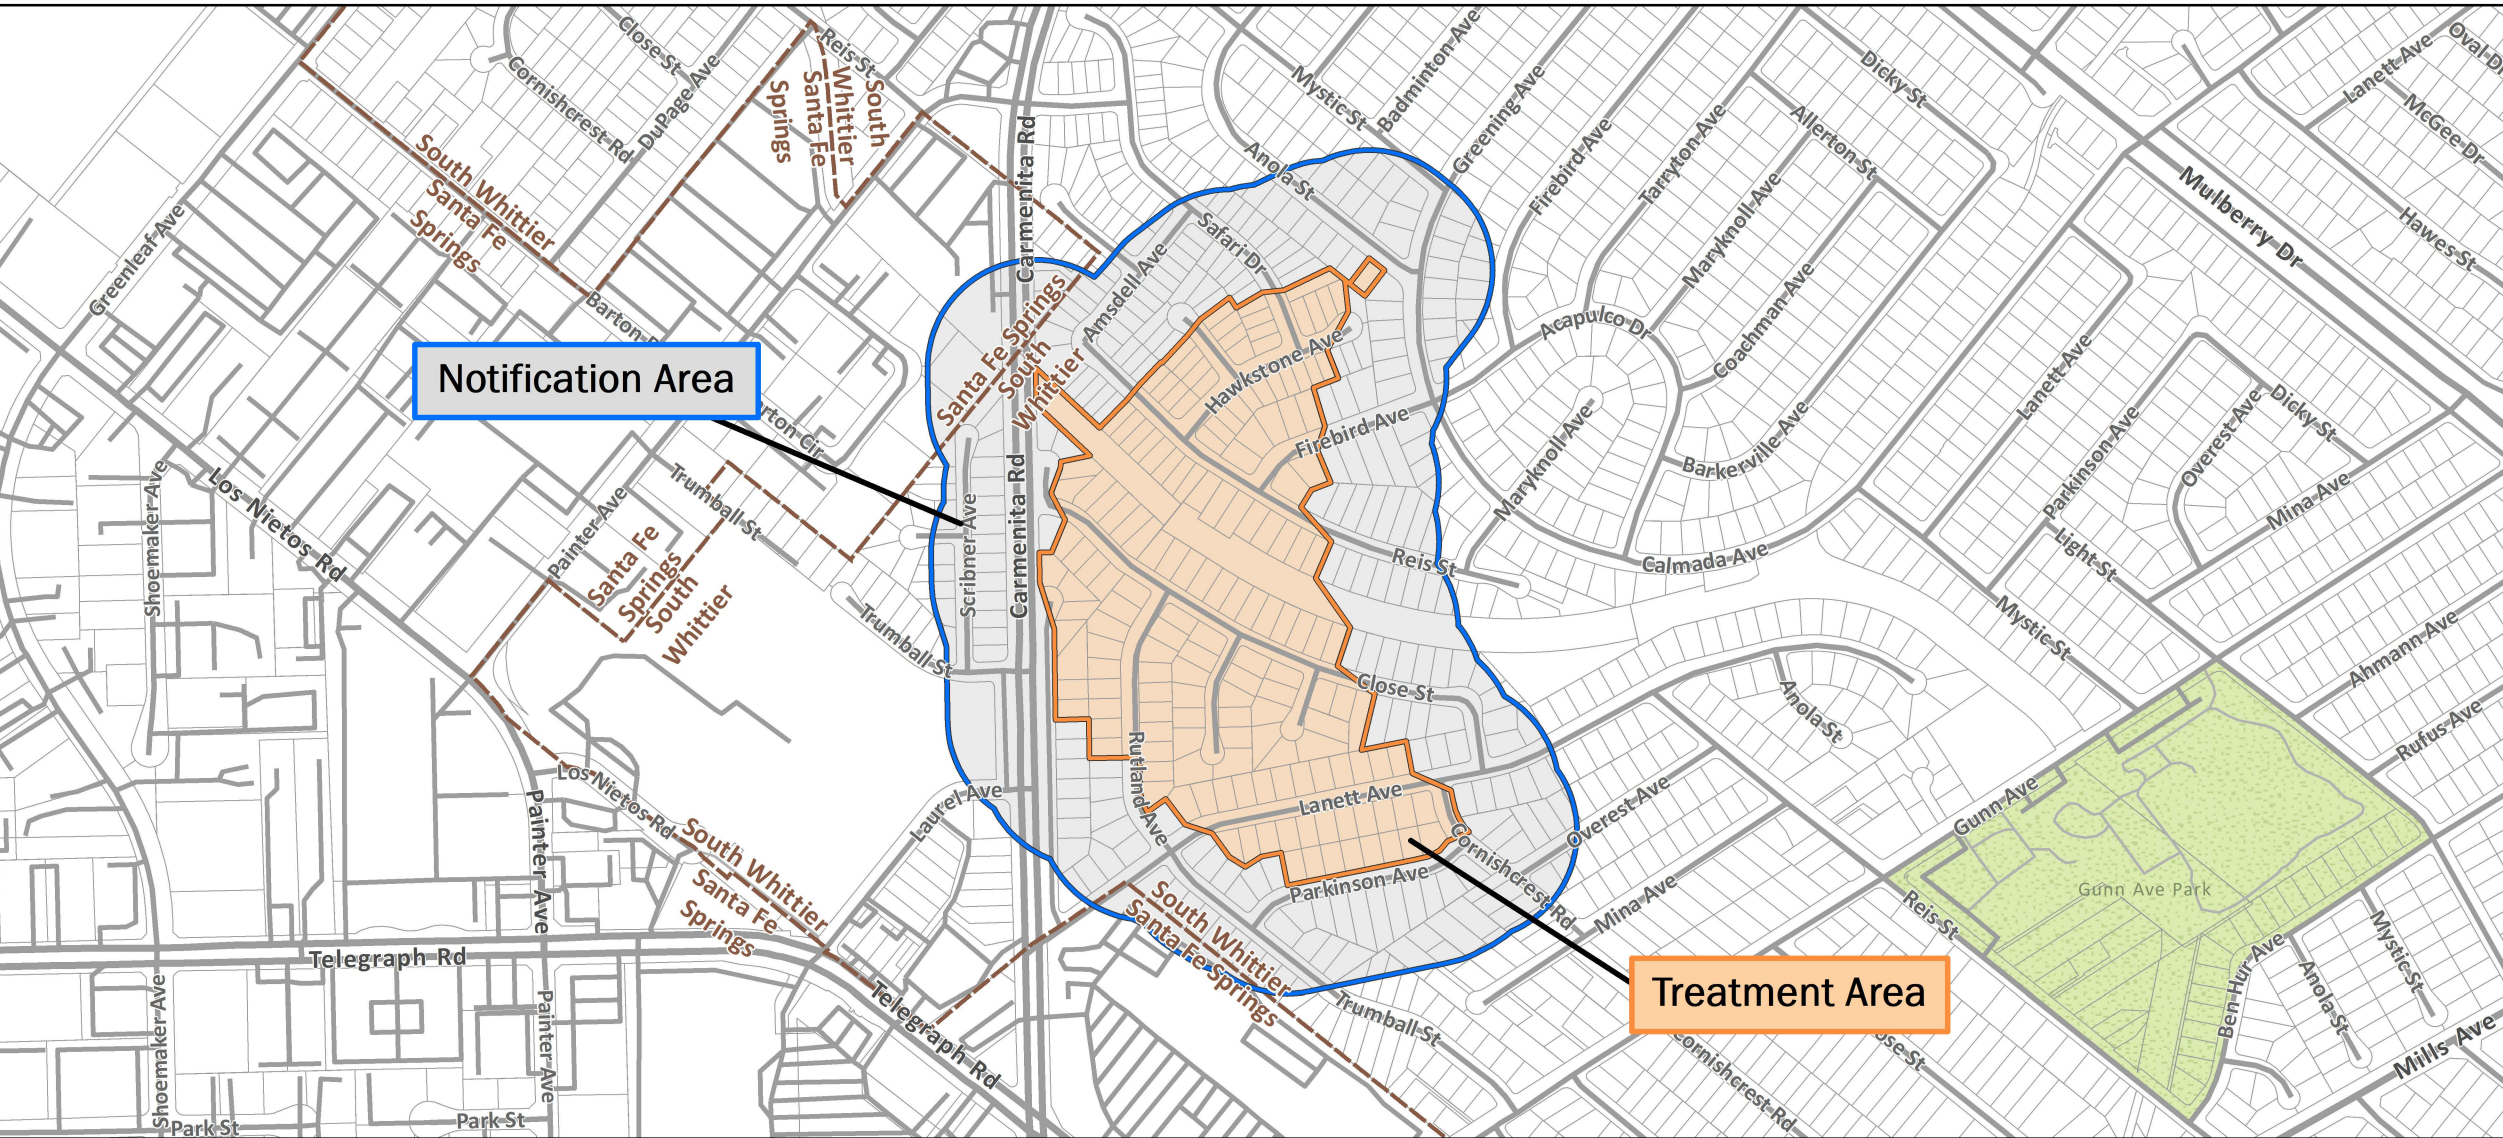 Close St
Reis St
Cornishcrest Rd
DuPage Ave
South
Whittier
Santa Fe
Springs
Mystic St
Badminton Ave
Greening Ave
Dicky St
Lanett Ave
Oval Dr
McGee Dr
Allerton St
Tarryton Ave
Firebird Ave
Maryknoll Ave
Mulberry Dr
Hawes St
Carmenita Rd
Anola St
South Whittier
Santa Fe
Springs
Greenleaf Ave
Safari Dr
Amsdell Ave
Santa Fe Springs
South
Whittier
Barton
Acapulco Dr
Coachman Ave
Notification Area
Hawkstone Ave
Lanett Ave
Dicky St
Firebird Ave
rton Cir
Maryknoll Ave
Barkerville Ave
Parkinson Ave
Overest Ave
Mina Ave
Shoemaker Ave
Los Nietos Rd
Trumball St
Painter Ave
Santa Fe
Springs
South
Whittier
Scribner Ave
Carmenita Rd
Reis St
Calmada Ave
Light St
Mystic St
Trumball St
Close St
Anola St
Ahmann Ave
Rufus Ave
Los Nietos Rd
Painter Ave
Laurel Ave
Rutland Ave
Lanett Ave
Cornishcrest Rd
Overest Ave
Gunn Ave
South Whittier
Santa Fe
Springs
Parkinson Ave
Mina Ave
Gunn Ave Park
Reis St
South Whittier
Santa Fe Springs
Telegraph Rd
Telegraph Rd
Treatment Area
Trumball St
Shoemaker Ave
Painter Ave
Ben Hur Ave
Mystic St
Anola St
Mills Ave
ose St
Cornishcrest Rd
Park St
Park St